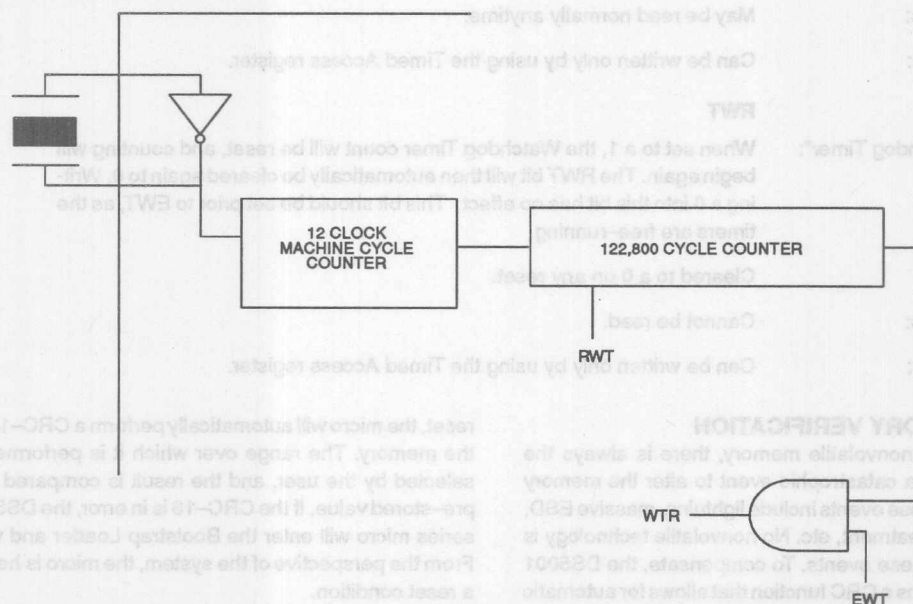 May be read normally anytime.
Can be written only by using the Timed Access register.
RWT
hdog Timer":
When set to a 1, the Watchdog Timer count will be reset, and counting will
begin again. The RWT bit will then automatically be cleared again to 0. Writ-
ing a 0 into this bit has no effect. This bit should be set prior to EWT, as the
timers are free-running.
Cleared to a 0 on any reset.
Cannot be read.
Can be written only by using the Timed Access register.
12 CLOCK
MACHINE CYCLE
COUNTER
122,800 CYCLE COUNTER
RWT
ORY VERIFICATION
nonvolatile memory, there is always the
a catastrophic event to alter the memory
se events include lightning, massive ESD,
etc. No nonvolatile technology is
ese events. To compensate, the DS5001
a CRC function that allows for automatic
reset, the micro will automatically perform a CRC-1
the memory. The range over which it is performe
selected by the user, and the result is compared
pre-stored value. If the CRC-16 is in error, the DS5
series micro will enter the Bootstrap Loader and w
From the perspective of the system, the micro is he
a reset condition.
WTR
EWT